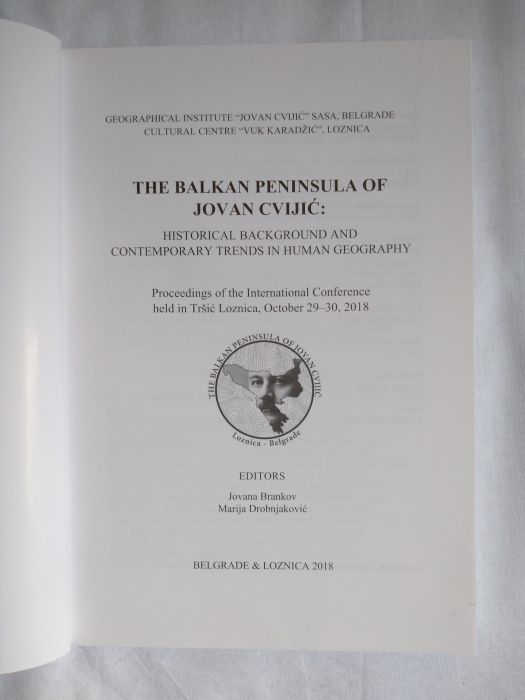 GEOGRAPHICAL INSTITUTE “JOVAN CVIJIĆ” SASA, BELGRADE
CULTURAL CENTRE “VUK KARADŽIĆ”, LOZNICA
THE BALKAN PENINSULA OF
JOVAN CVIJIĆ:
HISTORICAL BACKGROUND AND
CONTEMPORARY TRENDS IN HUMAN GEOGRAPHY
Proceedings of the International Conference
held in Tršić Loznica, October 29–30, 2018
THE BALKAN PENINSULA OF JOVAN CVIJIĆ
Loznica - Belgrade
EDITORS
Jovana Brankov
Marija Drobnjaković
BELGRADE & LOZNICA 2018